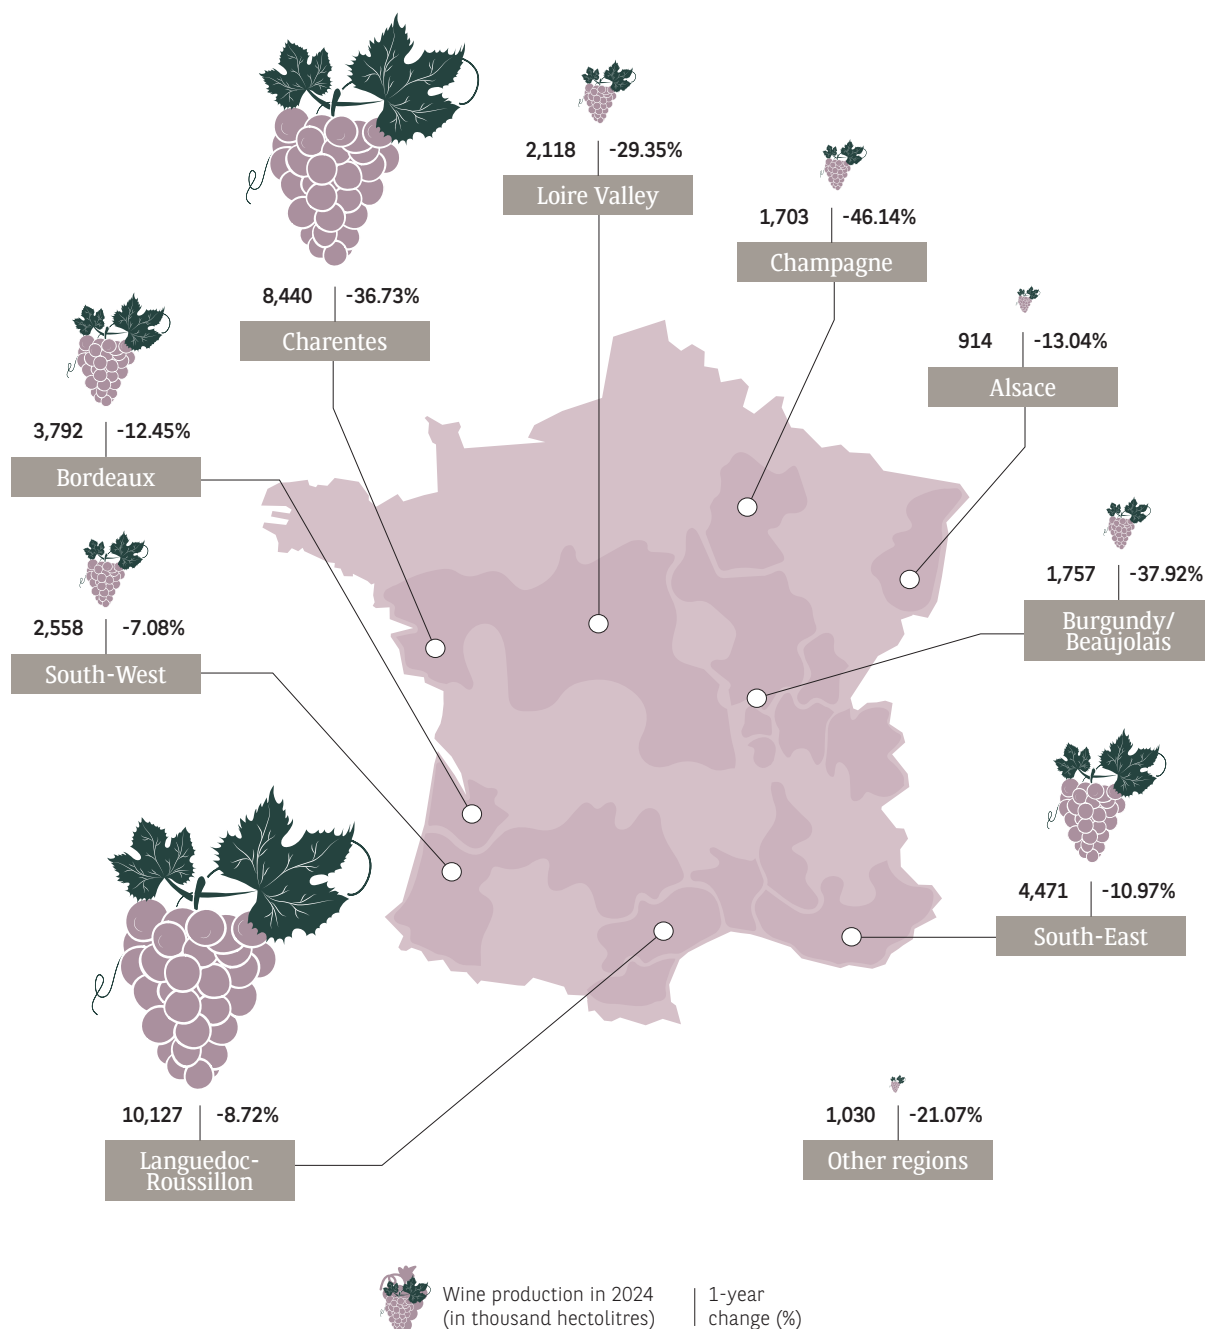 2,118 -29.35%
Loire Valley
1,703 -46.14%
Champagne
8,440 -36.73%
Charentes
914 -13.04%
Alsace
3,792 -12.45%
Bordeaux
1,757 -37.92%
Burgundy/
Beaujolais
2,558 -7.08%
South-West
4,471 -10.97%
South-East
10,127 -8.72%
Languedoc-
Roussillon
1,030 -21.07%
Other regions
Wine production in 2024
(in thousand hectolitres)
1-year
change (%)